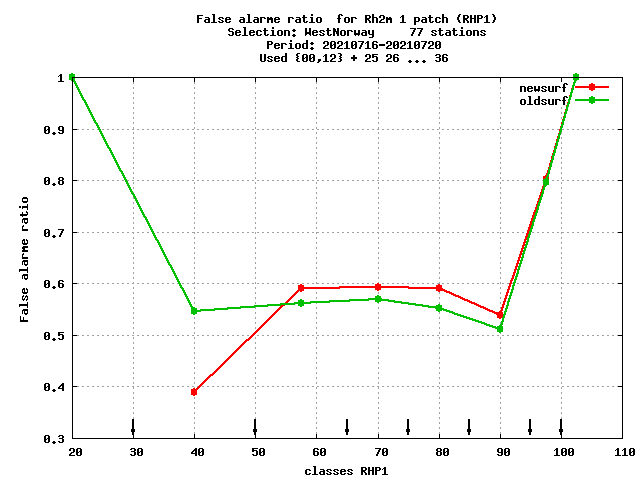 False alarme ratio  for Rh2m 1 patch (RHP1)
Selection: WestNorway     77 stations
Period: 20210716-20210720
Used {00,12} + 25 26 ... 36
newsurf
oldsurf
1
0.9
0.8
0.7
0.6
0.5
0.4
0.3
False alarme ratio
20 30 40 50 60 70 80 90 100 110
classes RHP1